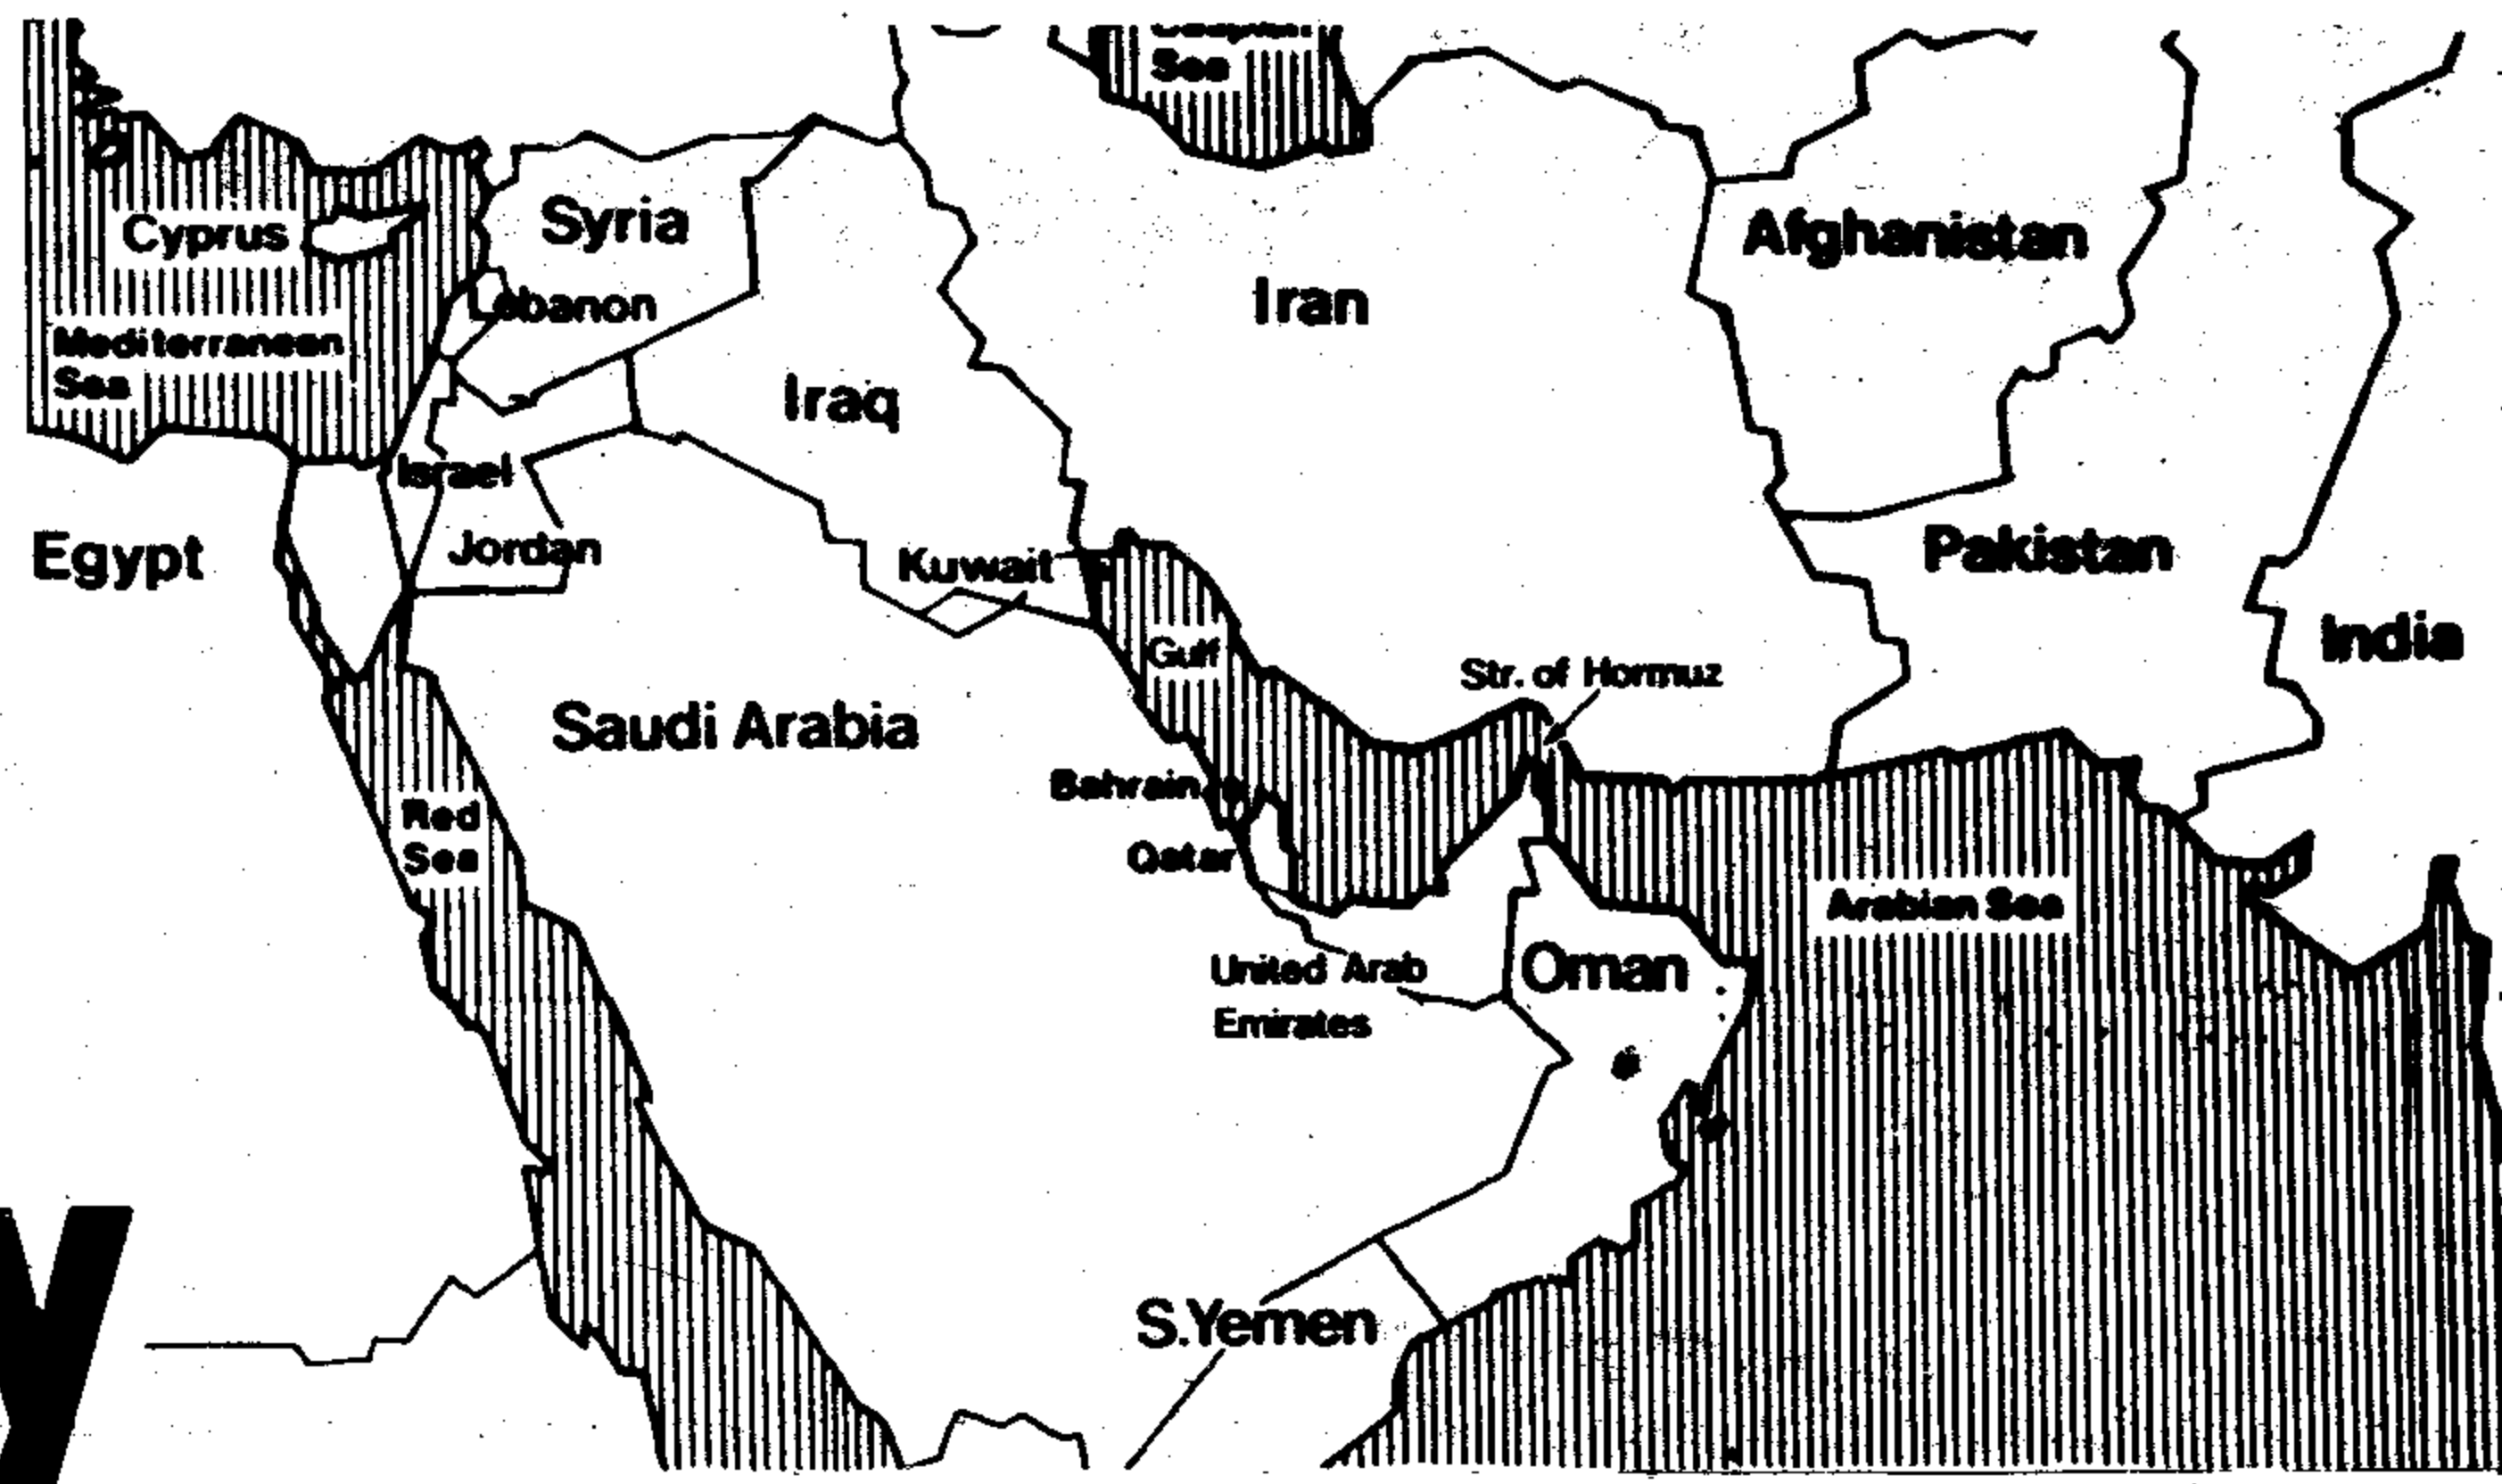 Sea
Cyprus
Syria
Afghanistan
Lebanon
Iran
Mediterranean
Sea
Iraq
Israel
Egypt
Jordan
Kuwait
Pakistan
Gulf
India
Str. of Hormuz
Saudi Arabia
Bahrain
Red
Sea
Qatar
Arabian Sea
United Arab
Emirates
Oman
S.Yemen
y